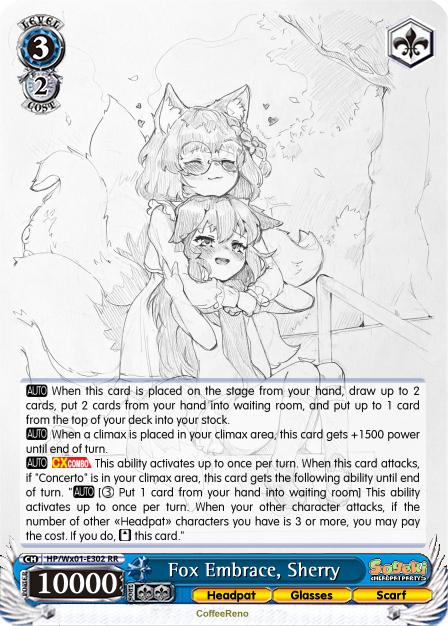 LEVEL
3
2
COST
AUTO When this card is placed on the stage from your hand, draw up to 2
cards, put 2 cards from your hand into waiting room, and put up to 1 card
from the top of your deck into your stock.
AUTO When a climax is placed in your climax area, this card gets +1500 power
until end of turn.
AUTO CXCOMBO This ability activates up to once per turn. When this card attacks,
if "Concerto" is in your climax area, this card gets the following ability until end
of turn. "AUTO [③ Put 1 card from your hand into waiting room] This ability
activates up to once per turn. When your other character attacks, if the
number of other «Headpat» characters you have is 3 or more, you may pay
the cost. If you do, [ ] this card."
CH HP/Wx01-E302 RR
POWER 10000 SOUL Fox Embrace, Sherry
Headpat Glasses Scarf
Sayuki
HEADPAT PARTY
CoffeeReno